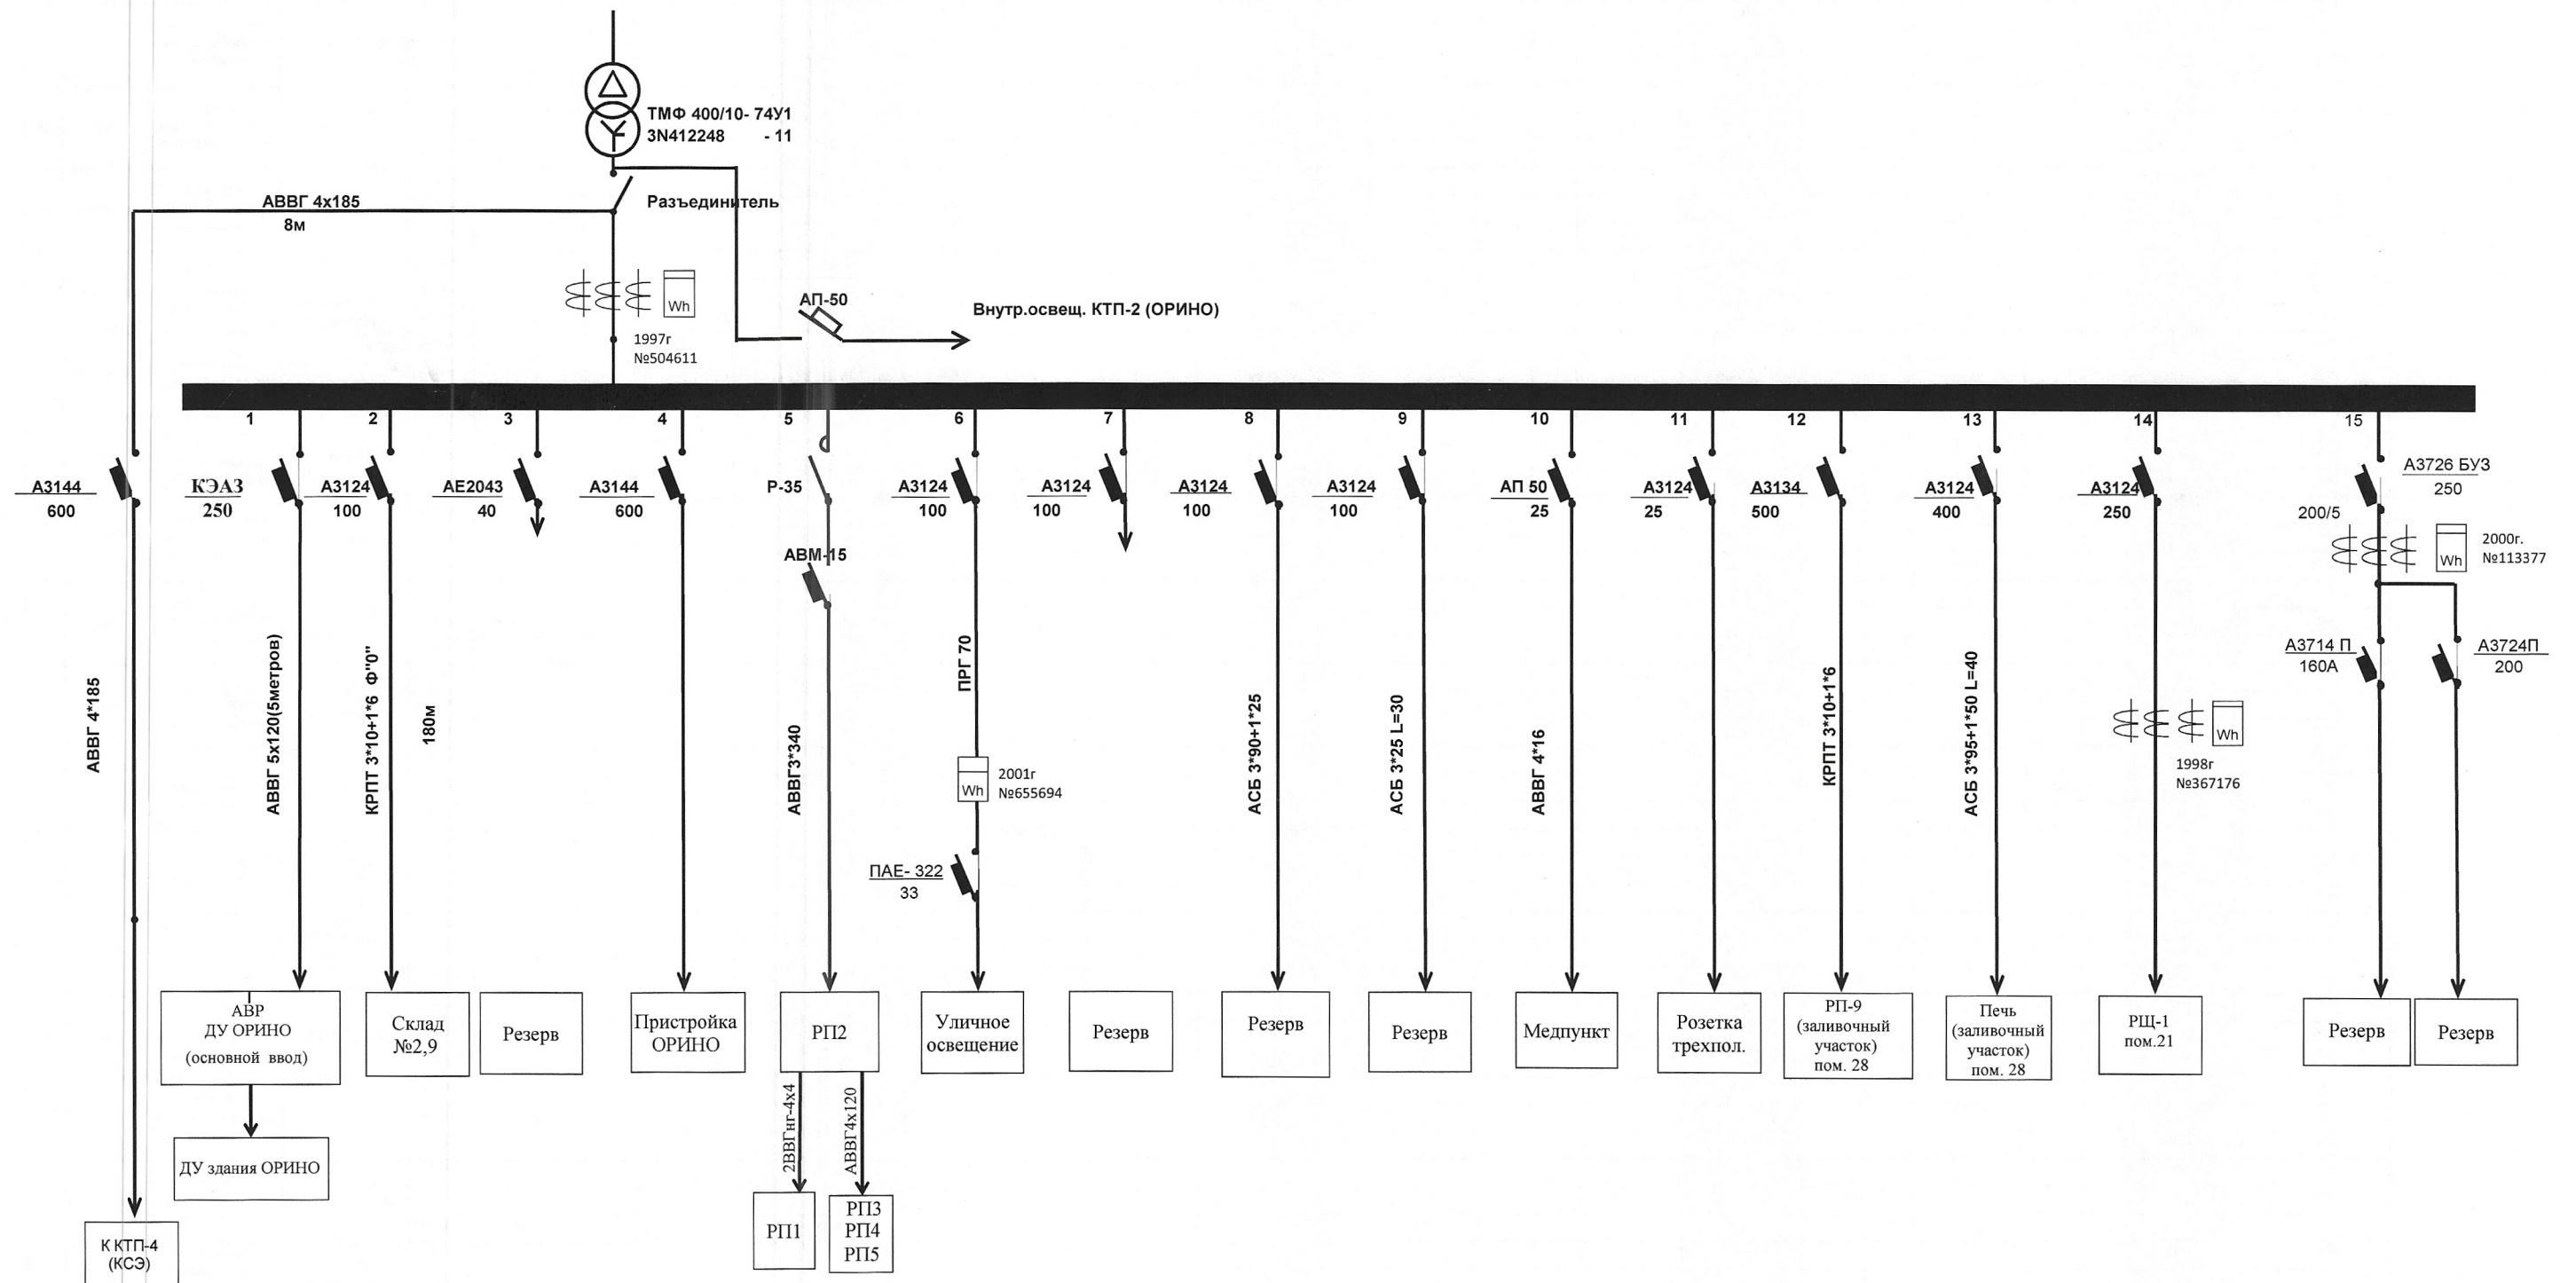 ТМФ 400/10- 74У1
3N412248 - 11
АВВГ 4х185
8м
Разъединитель
Wh
1997г
№504611
АП-50
Внутр.освещ. КТП-2 (ОРИНО)
1
2
3
4
5
6
7
8
9
10
11
12
13
14
15
А3144
600
КЭАЗ
250
А3124
100
АЕ2043
40
А3144
600
Р-35
АВМ-15
А3124
100
А3124
100
А3124
100
А3124
100
АП 50
25
А3124
25
А3134
500
А3124
400
А3124
250
А3726 БУЗ
250
200/5
Wh
2000г.
№113377
А3714 П
160А
А3724П
200
АВВГ 4*185
АВВГ 5х120(5метров)
КРПТ 3*10+1*6 Ф"0"
180м
АВВГ3*340
ПРГ 70
Wh
2001г
№655694
ПАЕ- 322
33
АСБ 3*90+1*25
АСБ 3*25 L=30
АВВГ 4*16
КРПТ 3*10+1*6
АСБ 3*95+1*50 L=40
Wh
1998г
№367176
АВР
ДУ ОРИНО
(основной ввод)
ДУ здания ОРИНО
К КТП-4
(КСЭ)
Склад
№2,9
Резерв
Пристройка
ОРИНО
РП2
2ВВГнг-4х4
АВВГ4х120
РП1
РП3
РП4
РП5
Уличное
освещение
Резерв
Резерв
Резерв
Медпункт
Розетка
трехпол.
РП-9
(заливочный
участок)
пом. 28
Печь
(заливочный
участок)
пом. 28
РЩ-1
пом.21
Резерв
Резерв